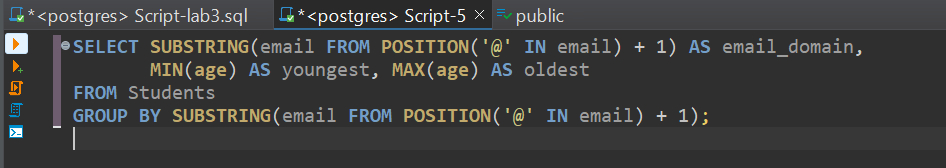 *<postgres> Script-lab3.sql *<postgres> Script-5 public
SELECT SUBSTRING(email FROM POSITION('@' IN email) + 1) AS email_domain,
MIN(age) AS youngest, MAX(age) AS oldest
FROM Students
GROUP BY SUBSTRING(email FROM POSITION('@' IN email) + 1);